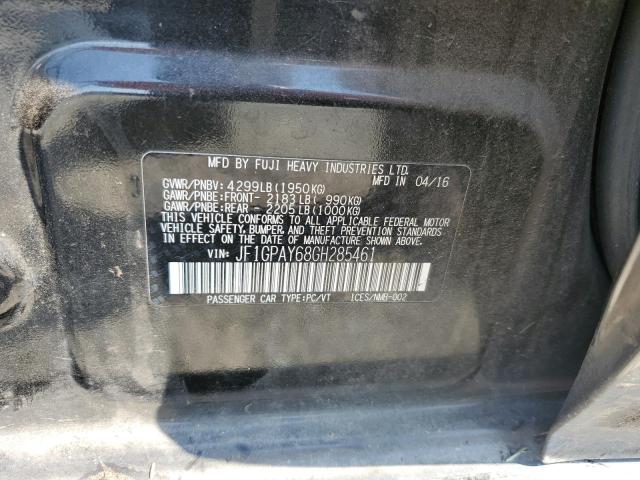 MFD BY FUJI HEAVY INDUSTRIES LTD.
GVWR/PNBV: 4299LB(1950KG) MFD IN 04/16
GAWR/PNBE:FRONT- 2183LB( 990KG)
GAWR/PNBE:REAR - 2205LB(1000KG)
THIS VEHICLE CONFORMS TO ALL APPLICABLE FEDERAL MOTOR
VEHICLE SAFETY, BUMPER, AND THEFT PREVENTION STANDARDS
IN EFFECT ON THE DATE OF MANUFACTURE SHOWN ABOVE.
VIN: JF1GPAY68GH285461
PASSENGER CAR TYPE:PC/VT ICES/NMB-002